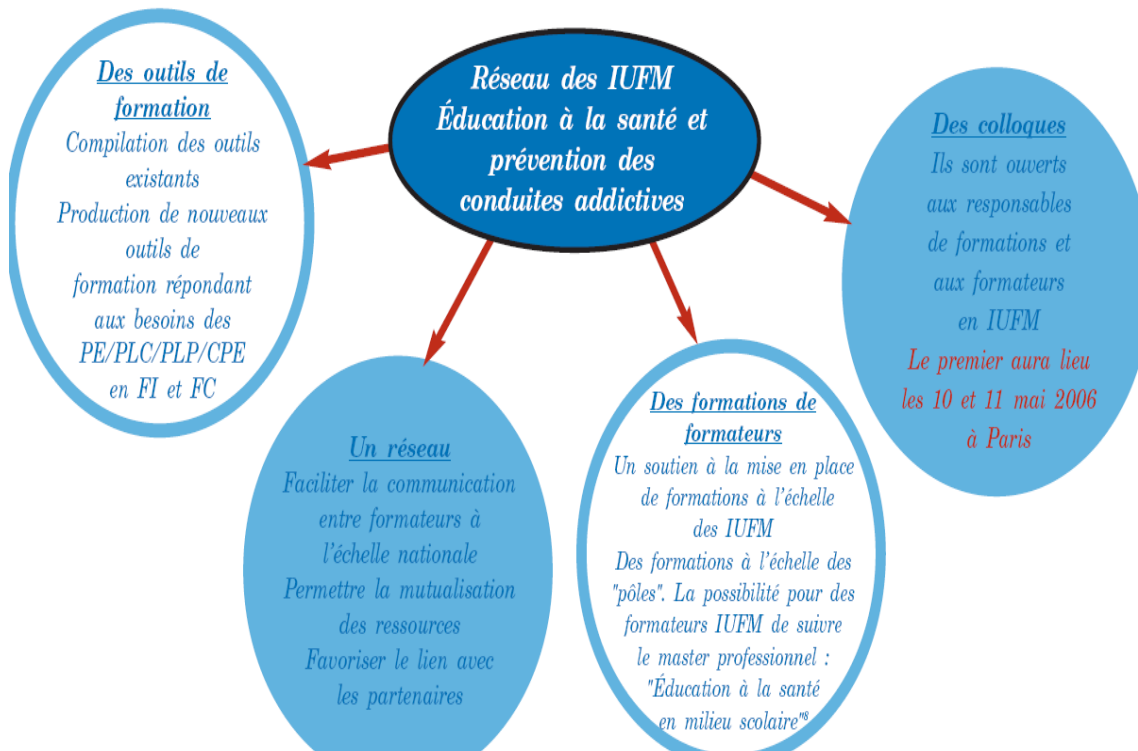 Réseau des IUFM
Éducation à la santé et
prévention des
conduites addictives
Des outils de
formation
Compilation des outils
existants
Production de nouveaux
outils de
formation répondant
aux besoins des
PE/PLC/PLP/CPE
en FI et FC
Un réseau
Faciliter la communication
entre formateurs à
l'échelle nationale
Permettre la mutualisation
des ressources
Favoriser le lien avec
les partenaires
Des formations de
formateurs
Un soutien à la mise en place
de formations à l'échelle
des IUFM
Des formations à l'échelle des
"pôles". La possibilité pour des
formateurs IUFM de suivre
le master professionnel :
"Éducation à la santé
en milieu scolaire"⁸
Des colloques
Ils sont ouverts
aux responsables
de formations et
aux formateurs
en IUFM
Le premier aura lieu
les 10 et 11 mai 2006
à Paris